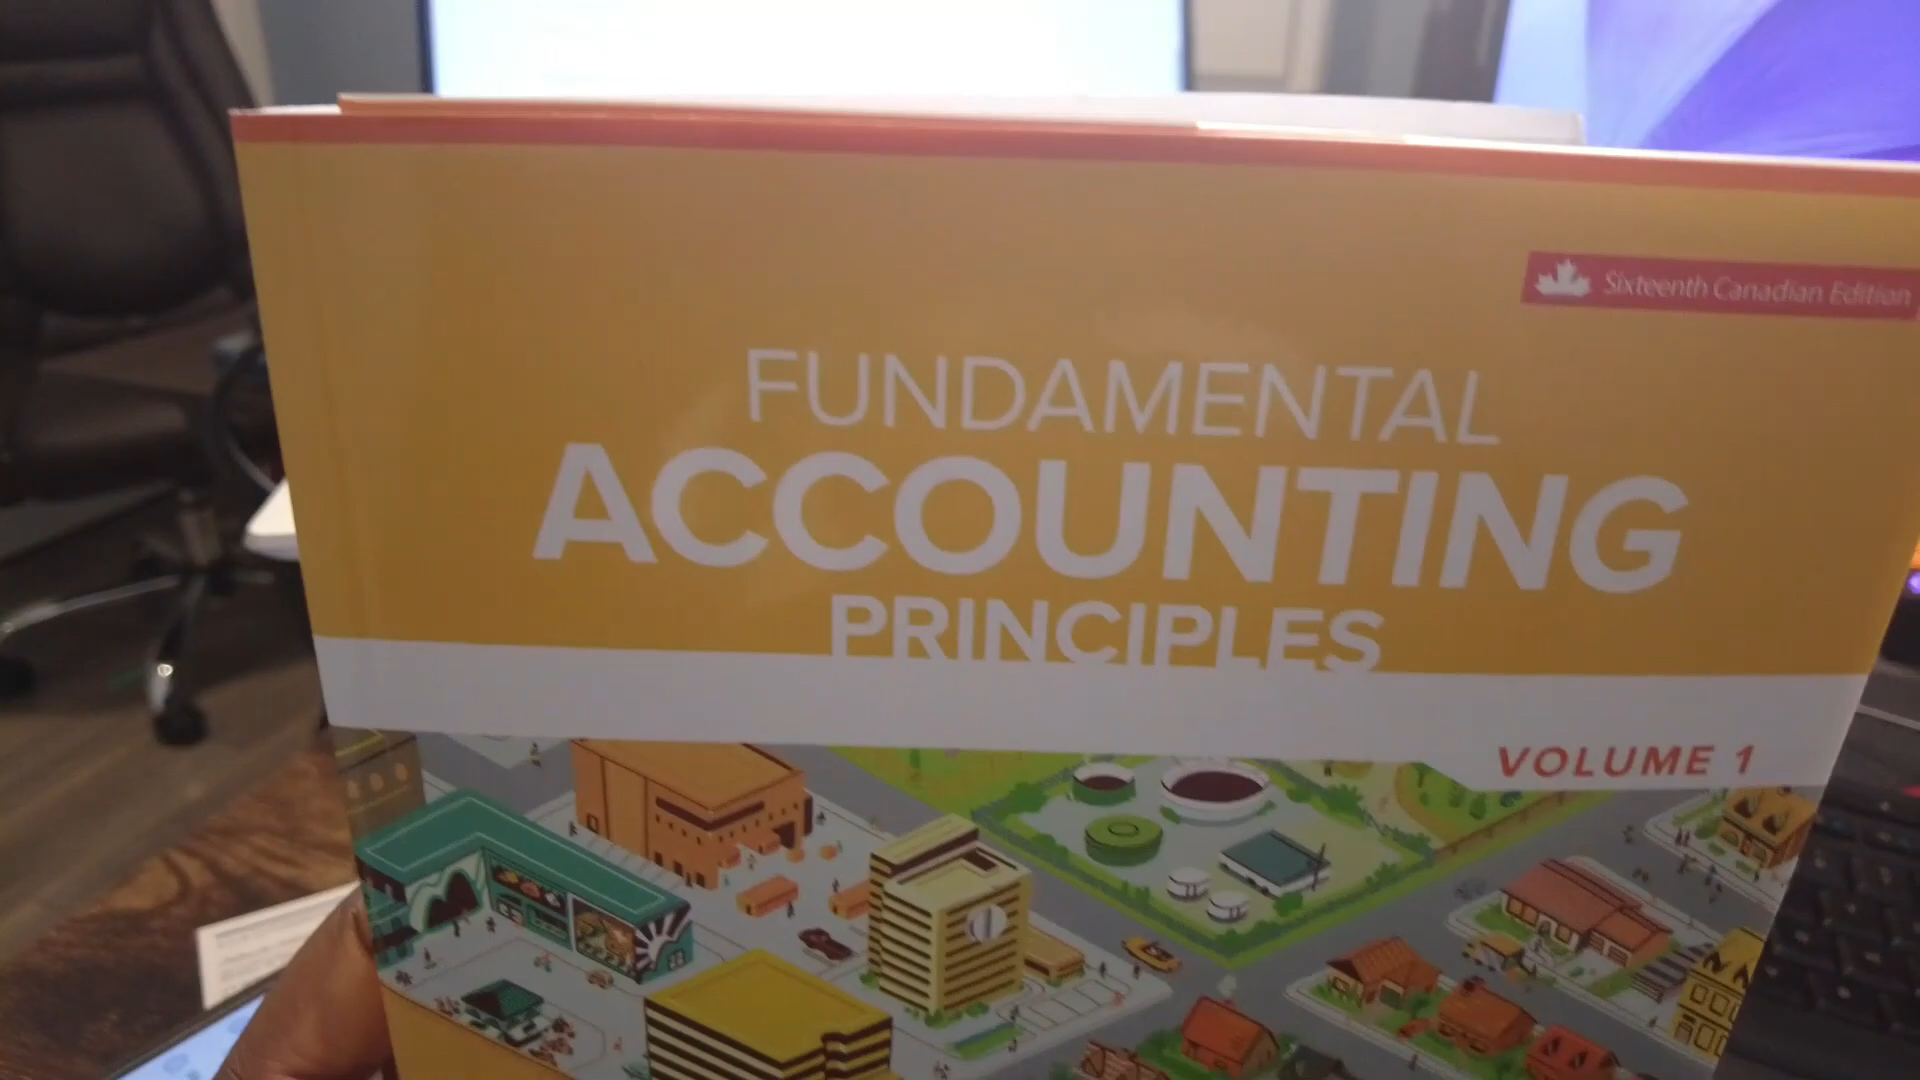 Sixteenth Canadian Edition
FUNDAMENTAL
ACCOUNTING
PRINCIPLES
VOLUME 1